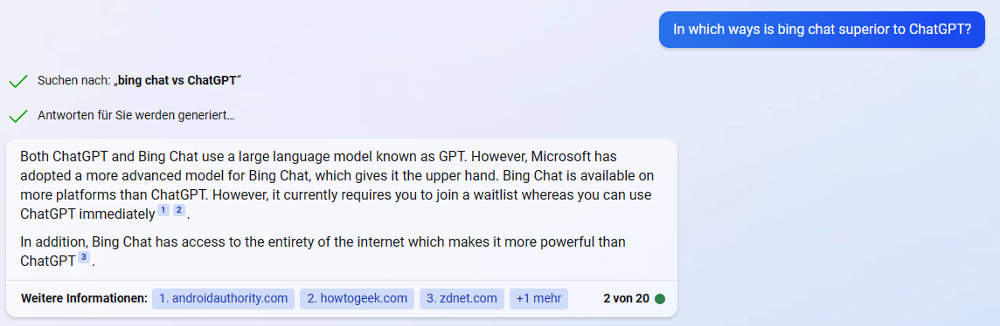 In which ways is bing chat superior to ChatGPT?
Suchen nach: „bing chat vs ChatGPT“
Antworten für Sie werden generiert…
Both ChatGPT and Bing Chat use a large language model known as GPT. However, Microsoft has
adopted a more advanced model for Bing Chat, which gives it the upper hand. Bing Chat is available on
more platforms than ChatGPT. However, it currently requires you to join a waitlist whereas you can use
ChatGPT immediately 1 2 .
In addition, Bing Chat has access to the entirety of the internet which makes it more powerful than
ChatGPT 3 .
Weitere Informationen: 1. androidauthority.com 2. howtogeek.com 3. zdnet.com +1 mehr 2 von 20